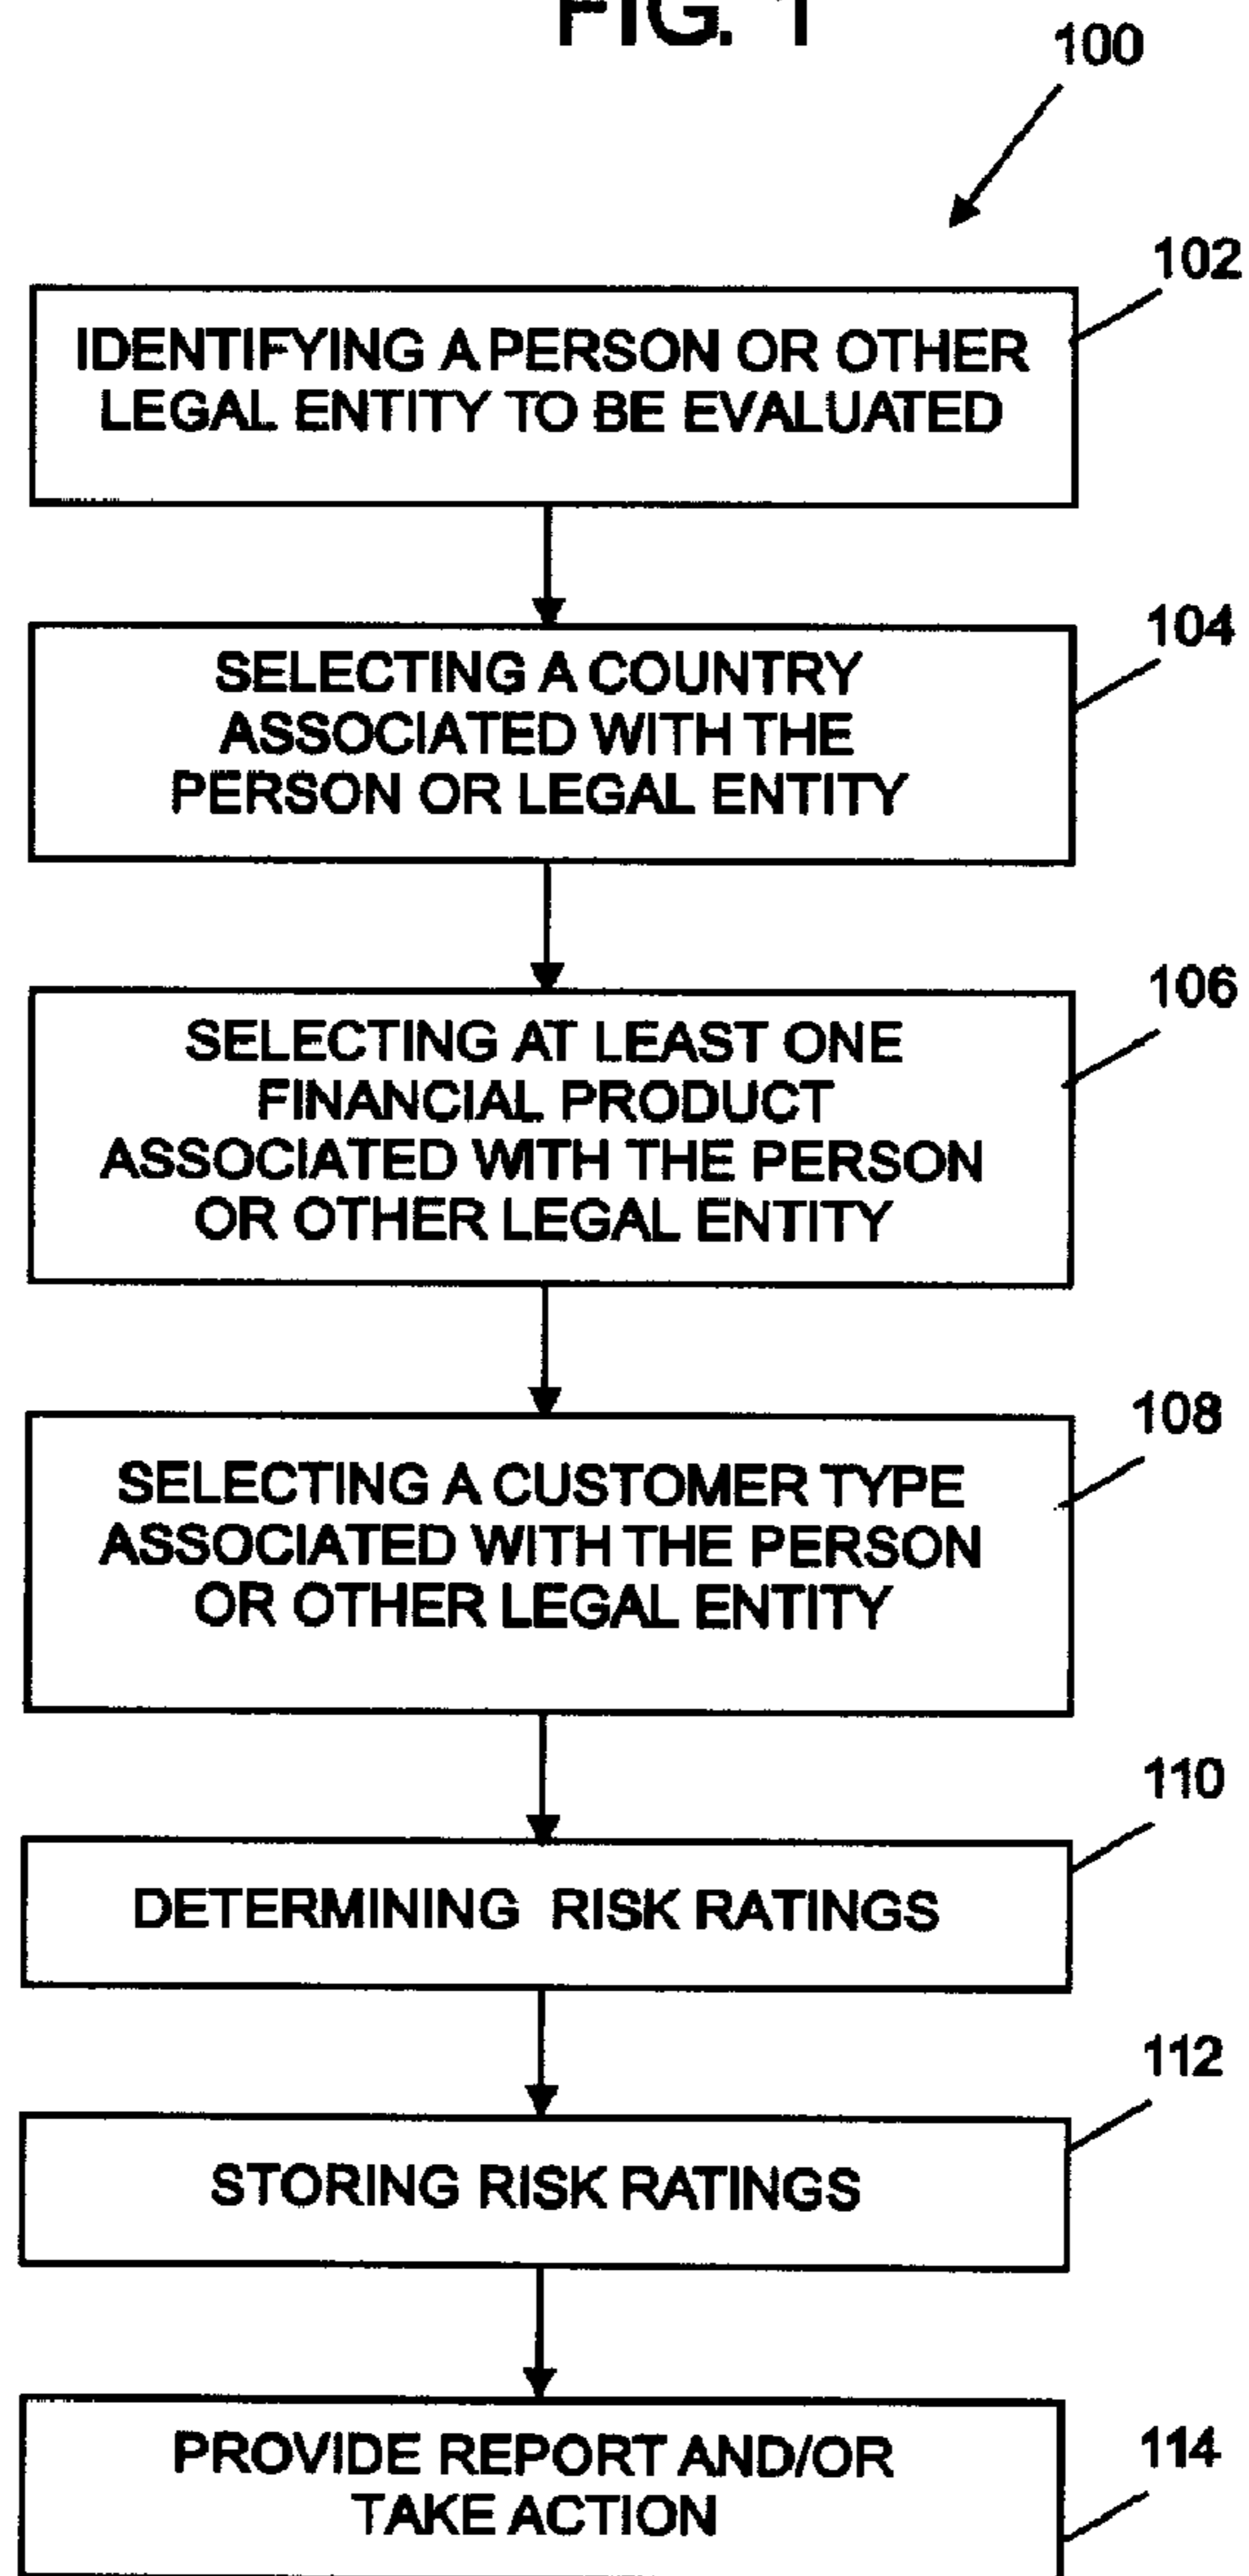 FIG. 1
100
102
IDENTIFYING A PERSON OR OTHER
LEGAL ENTITY TO BE EVALUATED
104
SELECTING A COUNTRY
ASSOCIATED WITH THE
PERSON OR LEGAL ENTITY
106
SELECTING AT LEAST ONE
FINANCIAL PRODUCT
ASSOCIATED WITH THE PERSON
OR OTHER LEGAL ENTITY
108
SELECTING A CUSTOMER TYPE
ASSOCIATED WITH THE PERSON
OR OTHER LEGAL ENTITY
110
DETERMINING RISK RATINGS
112
STORING RISK RATINGS
114
PROVIDE REPORT AND/OR
TAKE ACTION